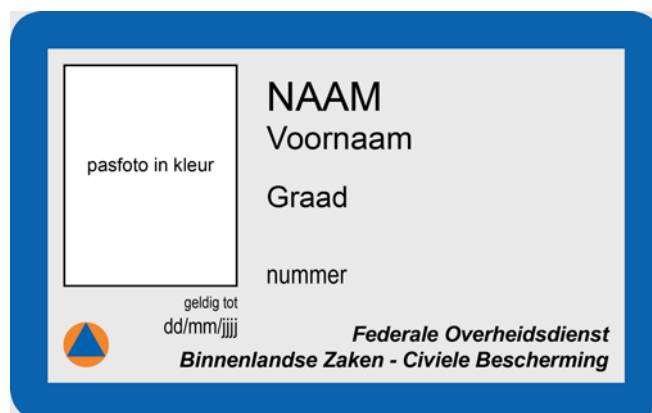 pasfoto in kleur
NAAM
Voornaam
Graad
nummer
geldig tot
dd/mm/jjjj
Federale Overheidsdienst
Binnenlandse Zaken - Civiele Bescherming